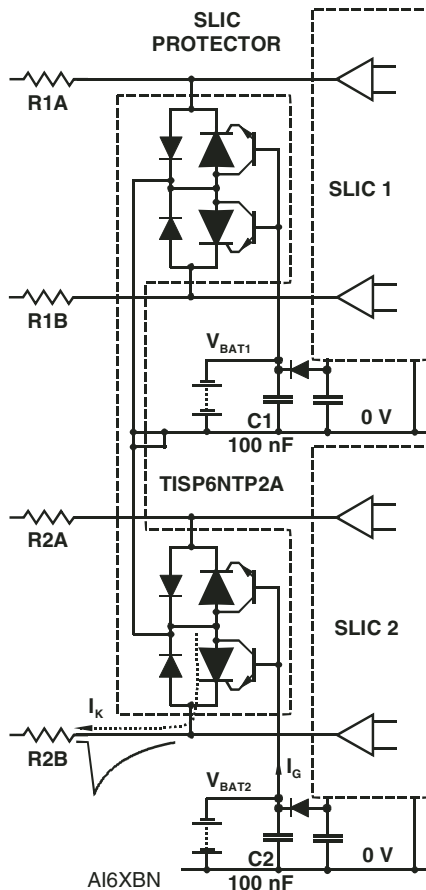 SLIC
PROTECTOR
R1A
SLIC 1
R1B
VBAT1
C1
0 V
100 nF
TISP6NTP2A
R2A
SLIC 2
IK
R2B
VBAT2
IG
C2
0 V
AI6XBN
100 nF